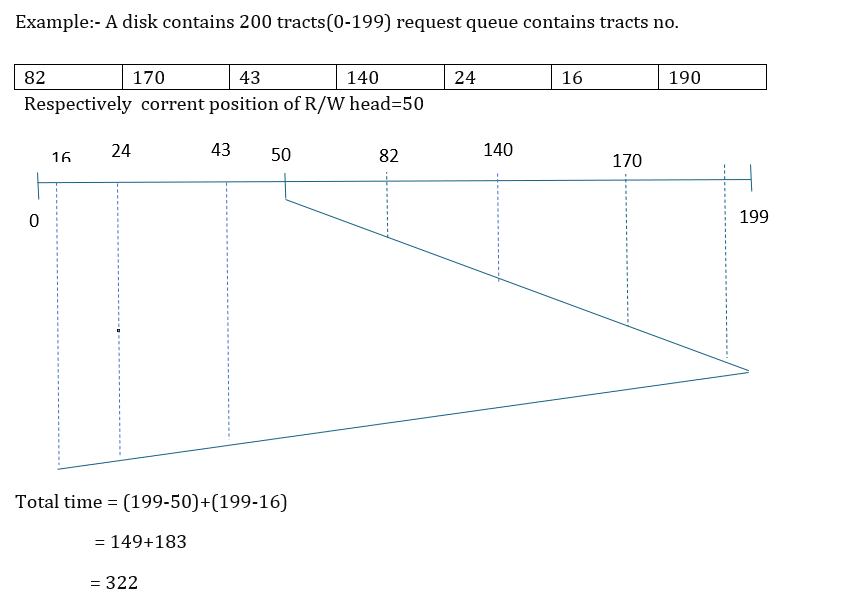 Example:- A disk contains 200 tracts(0-199) request queue contains tracts no.
82 170 43 140 24 16 190
Respectively corrent position of R/W head=50
16 24 43 50 82 140 170
0 199
Total time = (199-50)+(199-16)
= 149+183
= 322